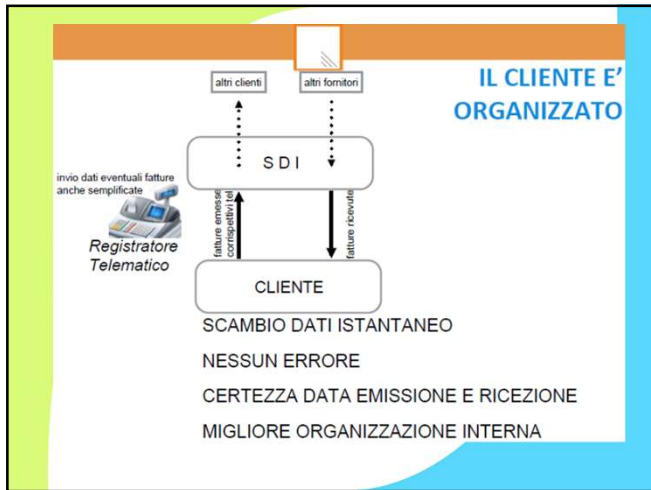 IL CLIENTE E'
ORGANIZZATO
altri clienti
altri fornitori
S D I
invio dati eventuali fatture
anche semplificate
Registratore
Telematico
fatture emesse
corrispettivi tel
fatture ricevute
CLIENTE
SCAMBIO DATI ISTANTANEO
NESSUN ERRORE
CERTEZZA DATA EMISSIONE E RICEZIONE
MIGLIORE ORGANIZZAZIONE INTERNA